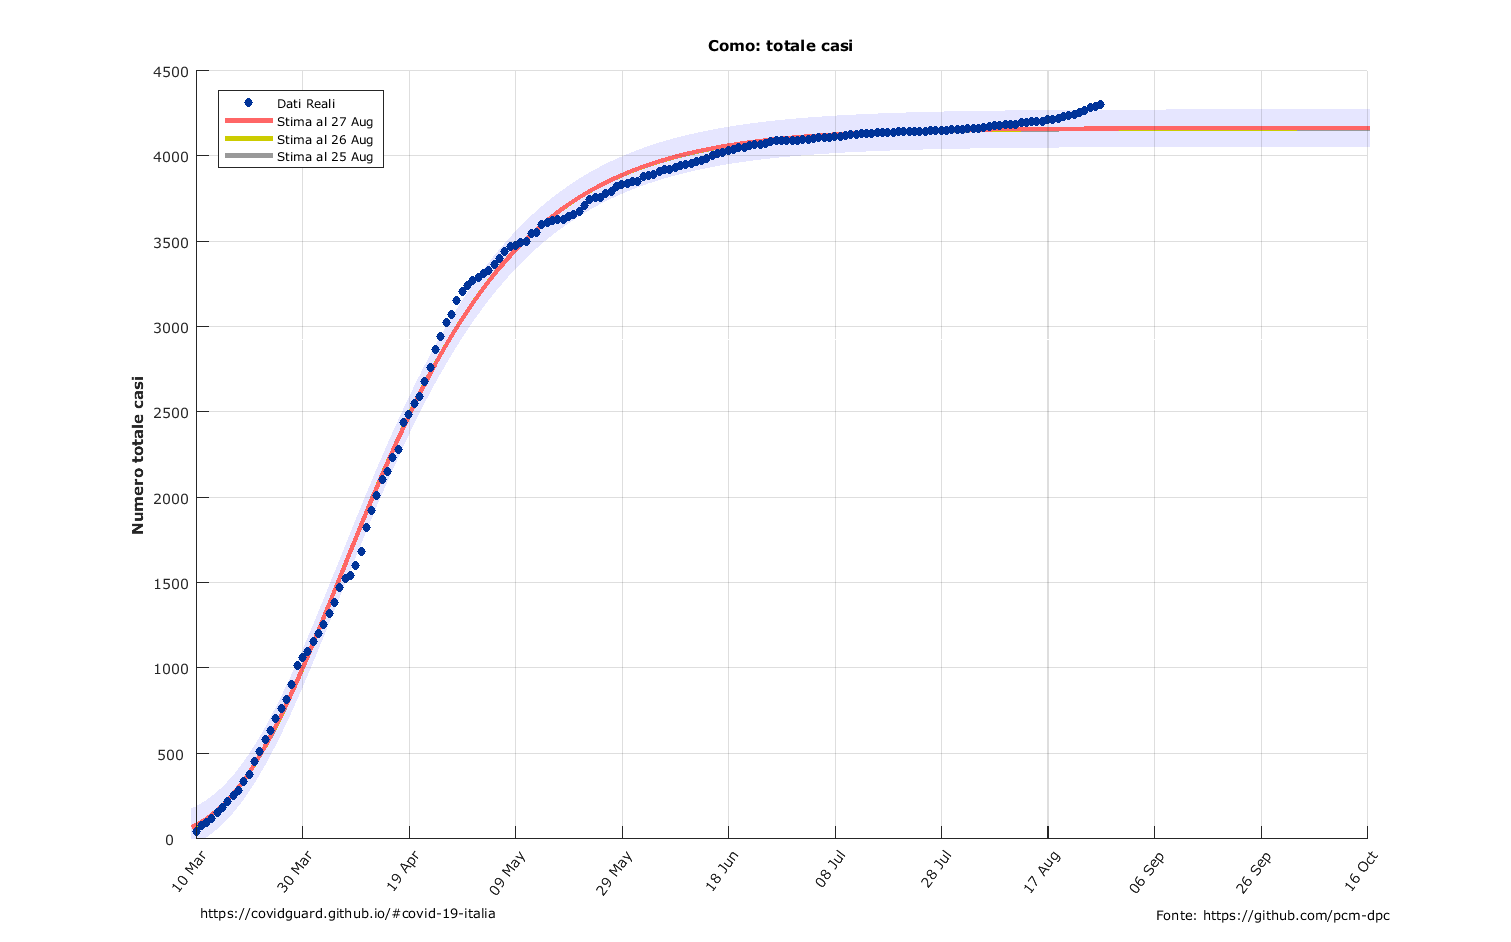 Como: totale casi
Dati Reali
Stima al 27 Aug
Stima al 26 Aug
Stima al 25 Aug
Numero totale casi
4500
4000
3500
3000
2500
2000
1500
1000
500
0
10 Mar
30 Mar
19 Apr
09 May
29 May
18 Jun
08 Jul
28 Jul
17 Aug
06 Sep
26 Sep
16 Oct
https://covidguard.github.io/#covid-19-italia
Fonte: https://github.com/pcm-dpc